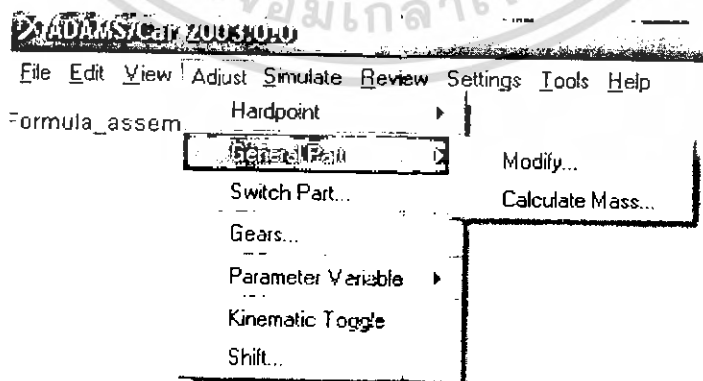 ADAMS/Car 2003.0.0
File Edit View Adjust Simulate Review Settings Tools Help
Formula_assem
Hardpoint
General Part
Modify...
Calculate Mass...
Switch Part...
Gears...
Parameter Variable
Kinematic Toggle
Shift...